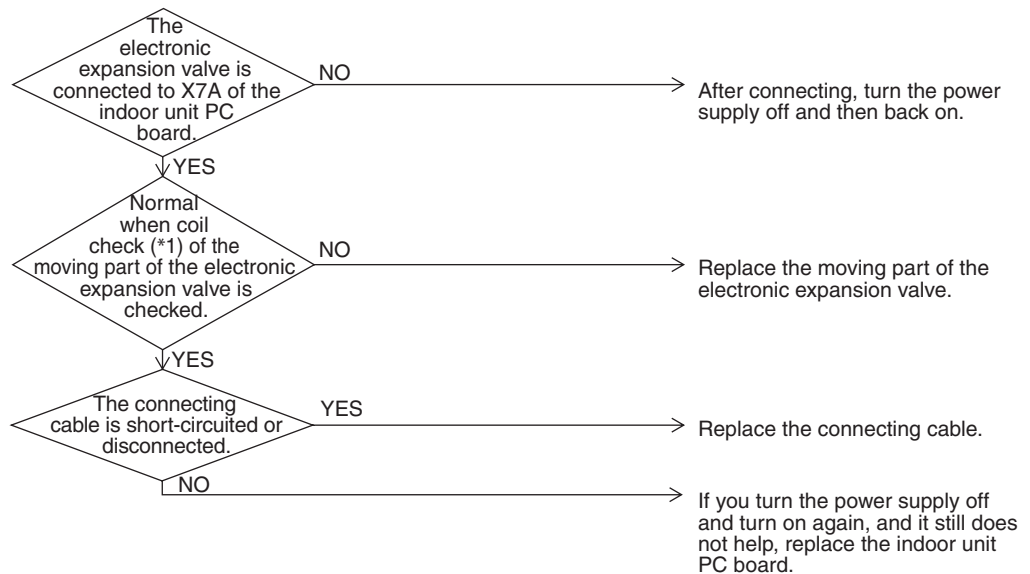 The
electronic
expansion valve is
connected to X7A of the
indoor unit PC
board.
NO
After connecting, turn the power
supply off and then back on.
YES
Normal
when coil
check (*1) of the
moving part of the electronic
expansion valve is
checked.
NO
Replace the moving part of the
electronic expansion valve.
YES
The connecting
cable is short-circuited or
disconnected.
YES
Replace the connecting cable.
NO
If you turn the power supply off
and turn on again, and it still does
not help, replace the indoor unit
PC board.